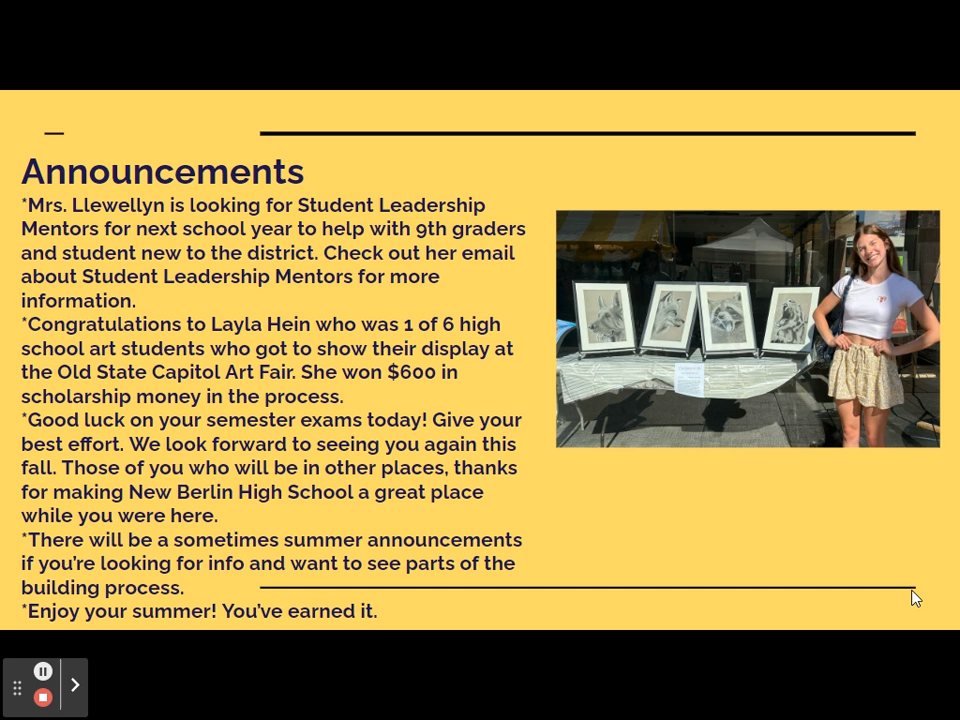 Announcements
*Mrs. Llewellyn is looking for Student Leadership
Mentors for next school year to help with 9th graders
and student new to the district. Check out her email
about Student Leadership Mentors for more
information.
*Congratulations to Layla Hein who was 1 of 6 high
school art students who got to show their display at
the Old State Capitol Art Fair. She won $600 in
scholarship money in the process.
*Good luck on your semester exams today! Give your
best effort. We look forward to seeing you again this
fall. Those of you who will be in other places, thanks
for making New Berlin High School a great place
while you were here.
*There will be a sometimes summer announcements
if you’re looking for info and want to see parts of the
building process.
*Enjoy your summer! You’ve earned it.